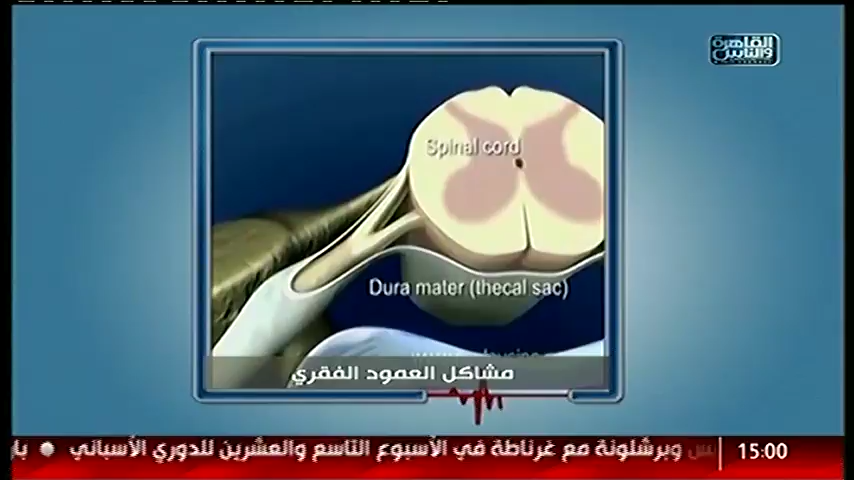 القاهرة
والناس
Spinal cord
Dura mater (thecal sac)
مشاكل العمود الفقري
وبرشلونة مع غرناطة في الأسبوع التاسع والعشرين للدوري الأسباني
15:00